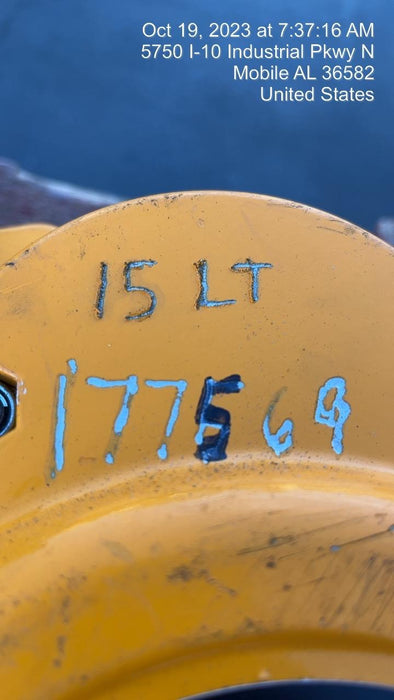 Oct 19, 2023 at 7:37:16 AM
5750 I-10 Industrial Pkwy N
Mobile AL 36582
United States
15 LT
177569